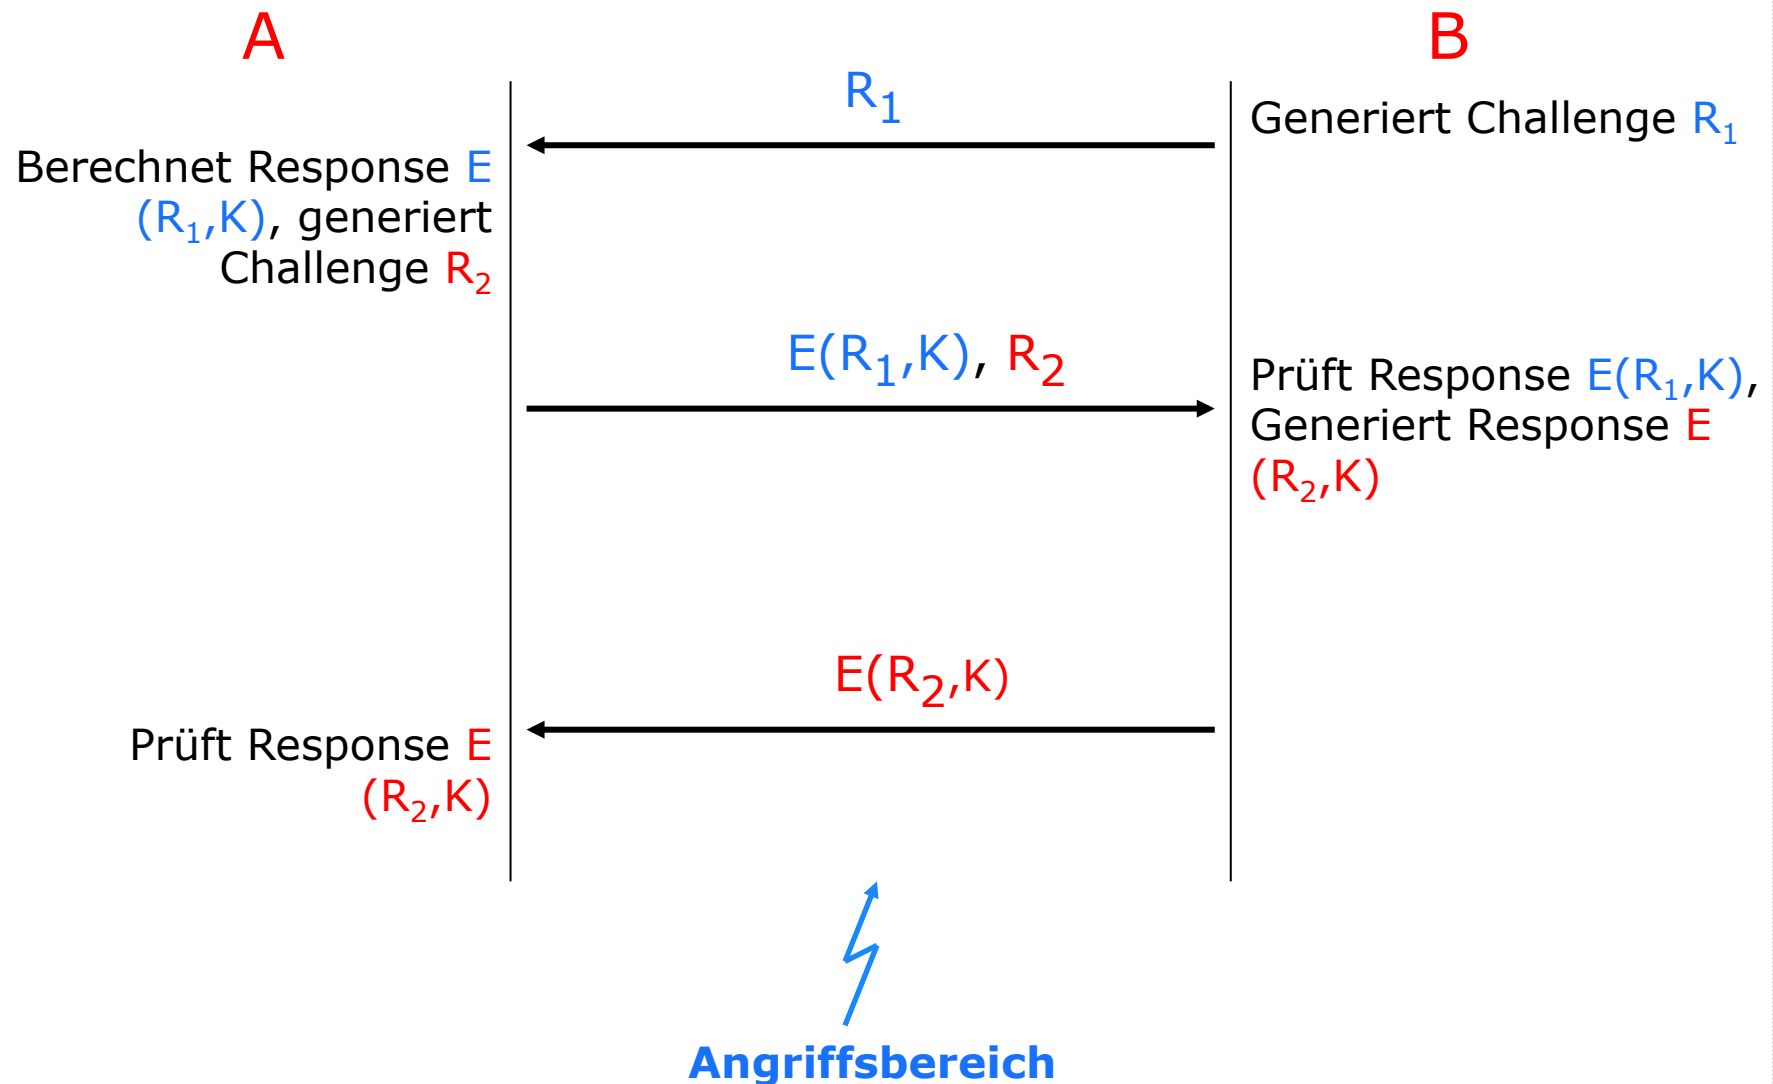 A
B
R₁
Generiert Challenge R₁
Berechnet Response E
(R₁,K), generiert
Challenge R₂
E(R₁,K), R₂
Prüft Response E(R₁,K),
Generiert Response E
(R₂,K)
E(R₂,K)
Prüft Response E
(R₂,K)
Angriffsbereich